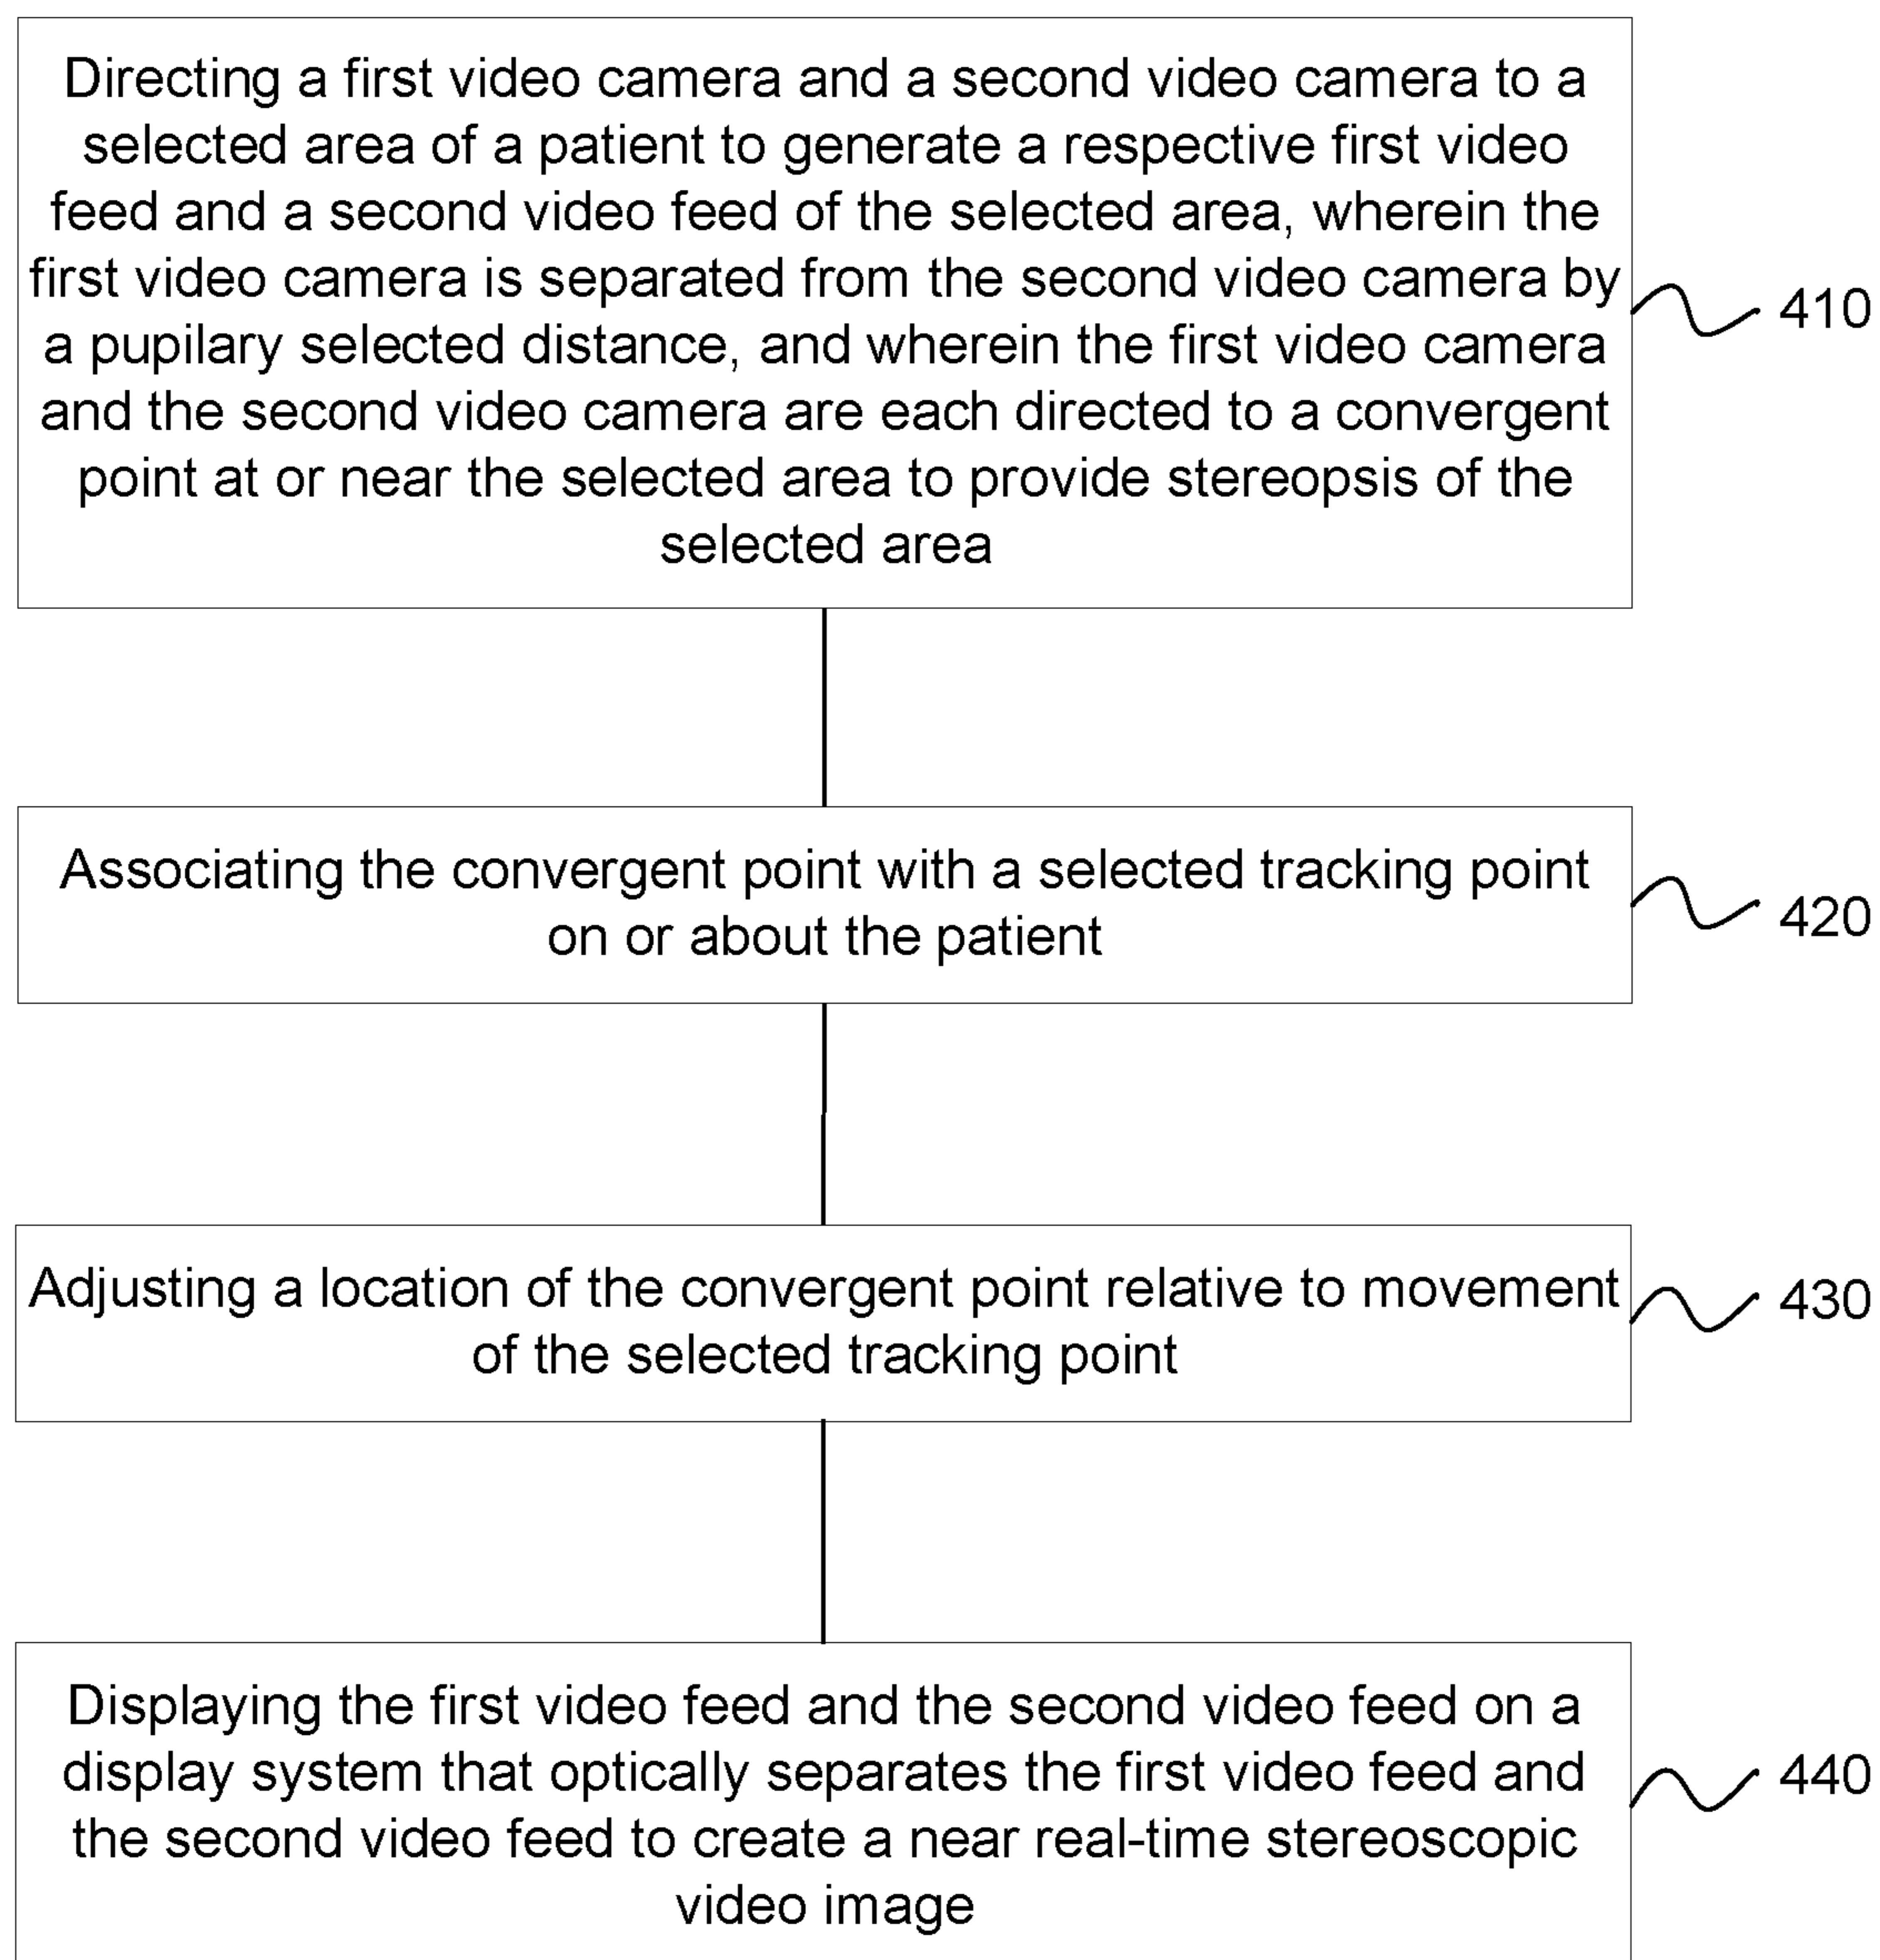 Directing a first video camera and a second video camera to a
selected area of a patient to generate a respective first video
feed and a second video feed of the selected area, wherein the
first video camera is separated from the second video camera by
a pupilary selected distance, and wherein the first video camera
and the second video camera are each directed to a convergent
point at or near the selected area to provide stereopsis of the
selected area
410
Associating the convergent point with a selected tracking point
on or about the patient
420
Adjusting a location of the convergent point relative to movement
of the selected tracking point
430
Displaying the first video feed and the second video feed on a
display system that optically separates the first video feed and
the second video feed to create a near real-time stereoscopic
video image
440